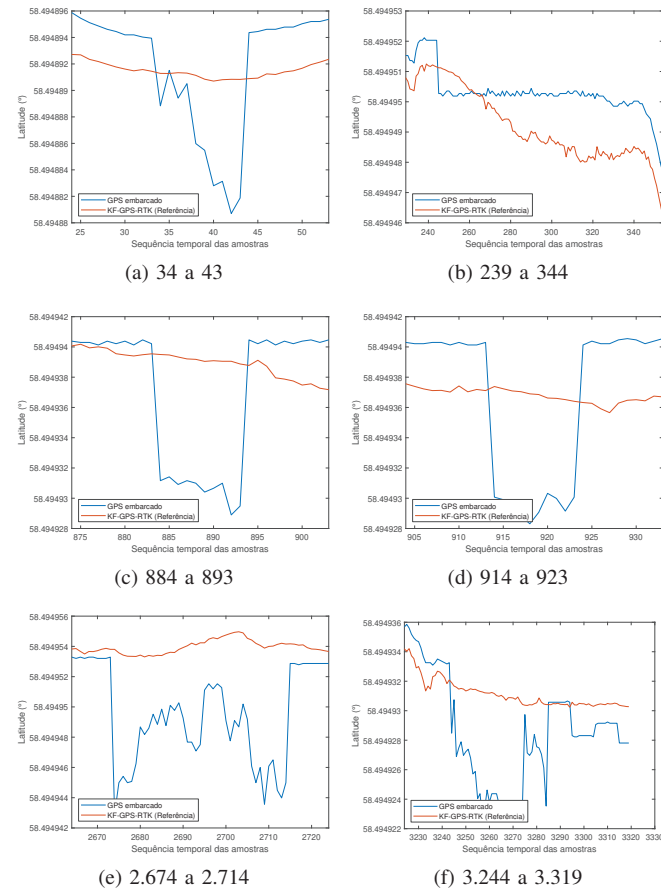 58.494896
58.494894
58.494892
58.49489
58.494888
58.494886
58.494884
58.494882
58.49488
Latitude (°)
GPS embarcado
KF-GPS-RTK (Referência)
25 30 35 40 45 50
Sequência temporal das amostras
(a) 34 a 43
58.494953
58.494952
58.494951
58.49495
58.494949
58.494948
58.494947
58.494946
Latitude (°)
GPS embarcado
KF-GPS-RTK (Referência)
240 260 280 300 320 340
Sequência temporal das amostras
(b) 239 a 344
58.494942
58.49494
58.494938
58.494936
58.494934
58.494932
58.49493
58.494928
Latitude (°)
GPS embarcado
KF-GPS-RTK (Referência)
875 880 885 890 895 900
Sequência temporal das amostras
(c) 884 a 893
58.494942
58.49494
58.494938
58.494936
58.494934
58.494932
58.49493
58.494928
Latitude (°)
GPS embarcado
KF-GPS-RTK (Referência)
905 910 915 920 925 930
Sequência temporal das amostras
(d) 914 a 923
58.494956
58.494954
58.494952
58.49495
58.494948
58.494946
58.494944
58.494942
Latitude (°)
GPS embarcado
KF-GPS-RTK (Referência)
2670 2680 2690 2700 2710 2720
Sequência temporal das amostras
(e) 2.674 a 2.714
58.494936
58.494934
58.494932
58.49493
58.494928
58.494926
58.494924
58.494922
Latitude (°)
GPS embarcado
KF-GPS-RTK (Referência)
3230 3240 3250 3260 3270 3280 3290 3300 3310 3320 3330
Sequência temporal das amostras
(f) 3.244 a 3.319